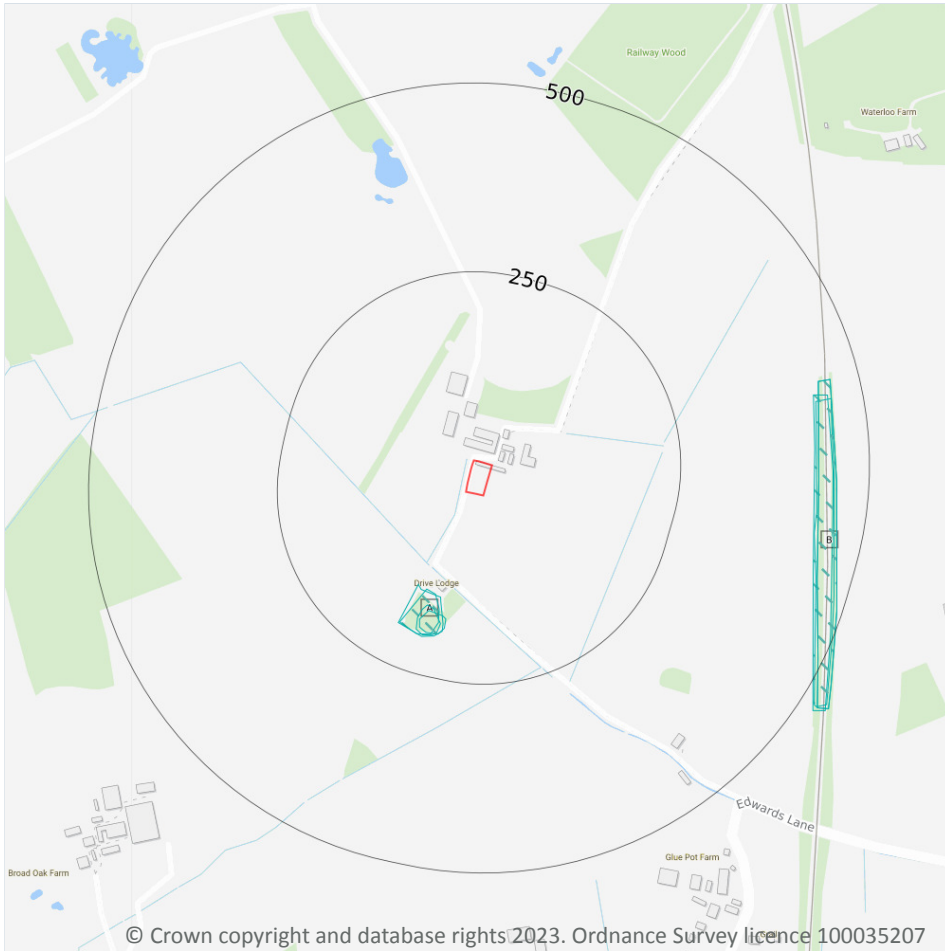 Railway Wood
500
Waterloo Farm
250
B
Drive Lodge
A
Edwards Lane
Glue Pot Farm
Broad Oak Farm
© Crown copyright and database rights 2023. Ordnance Survey licence 100035207